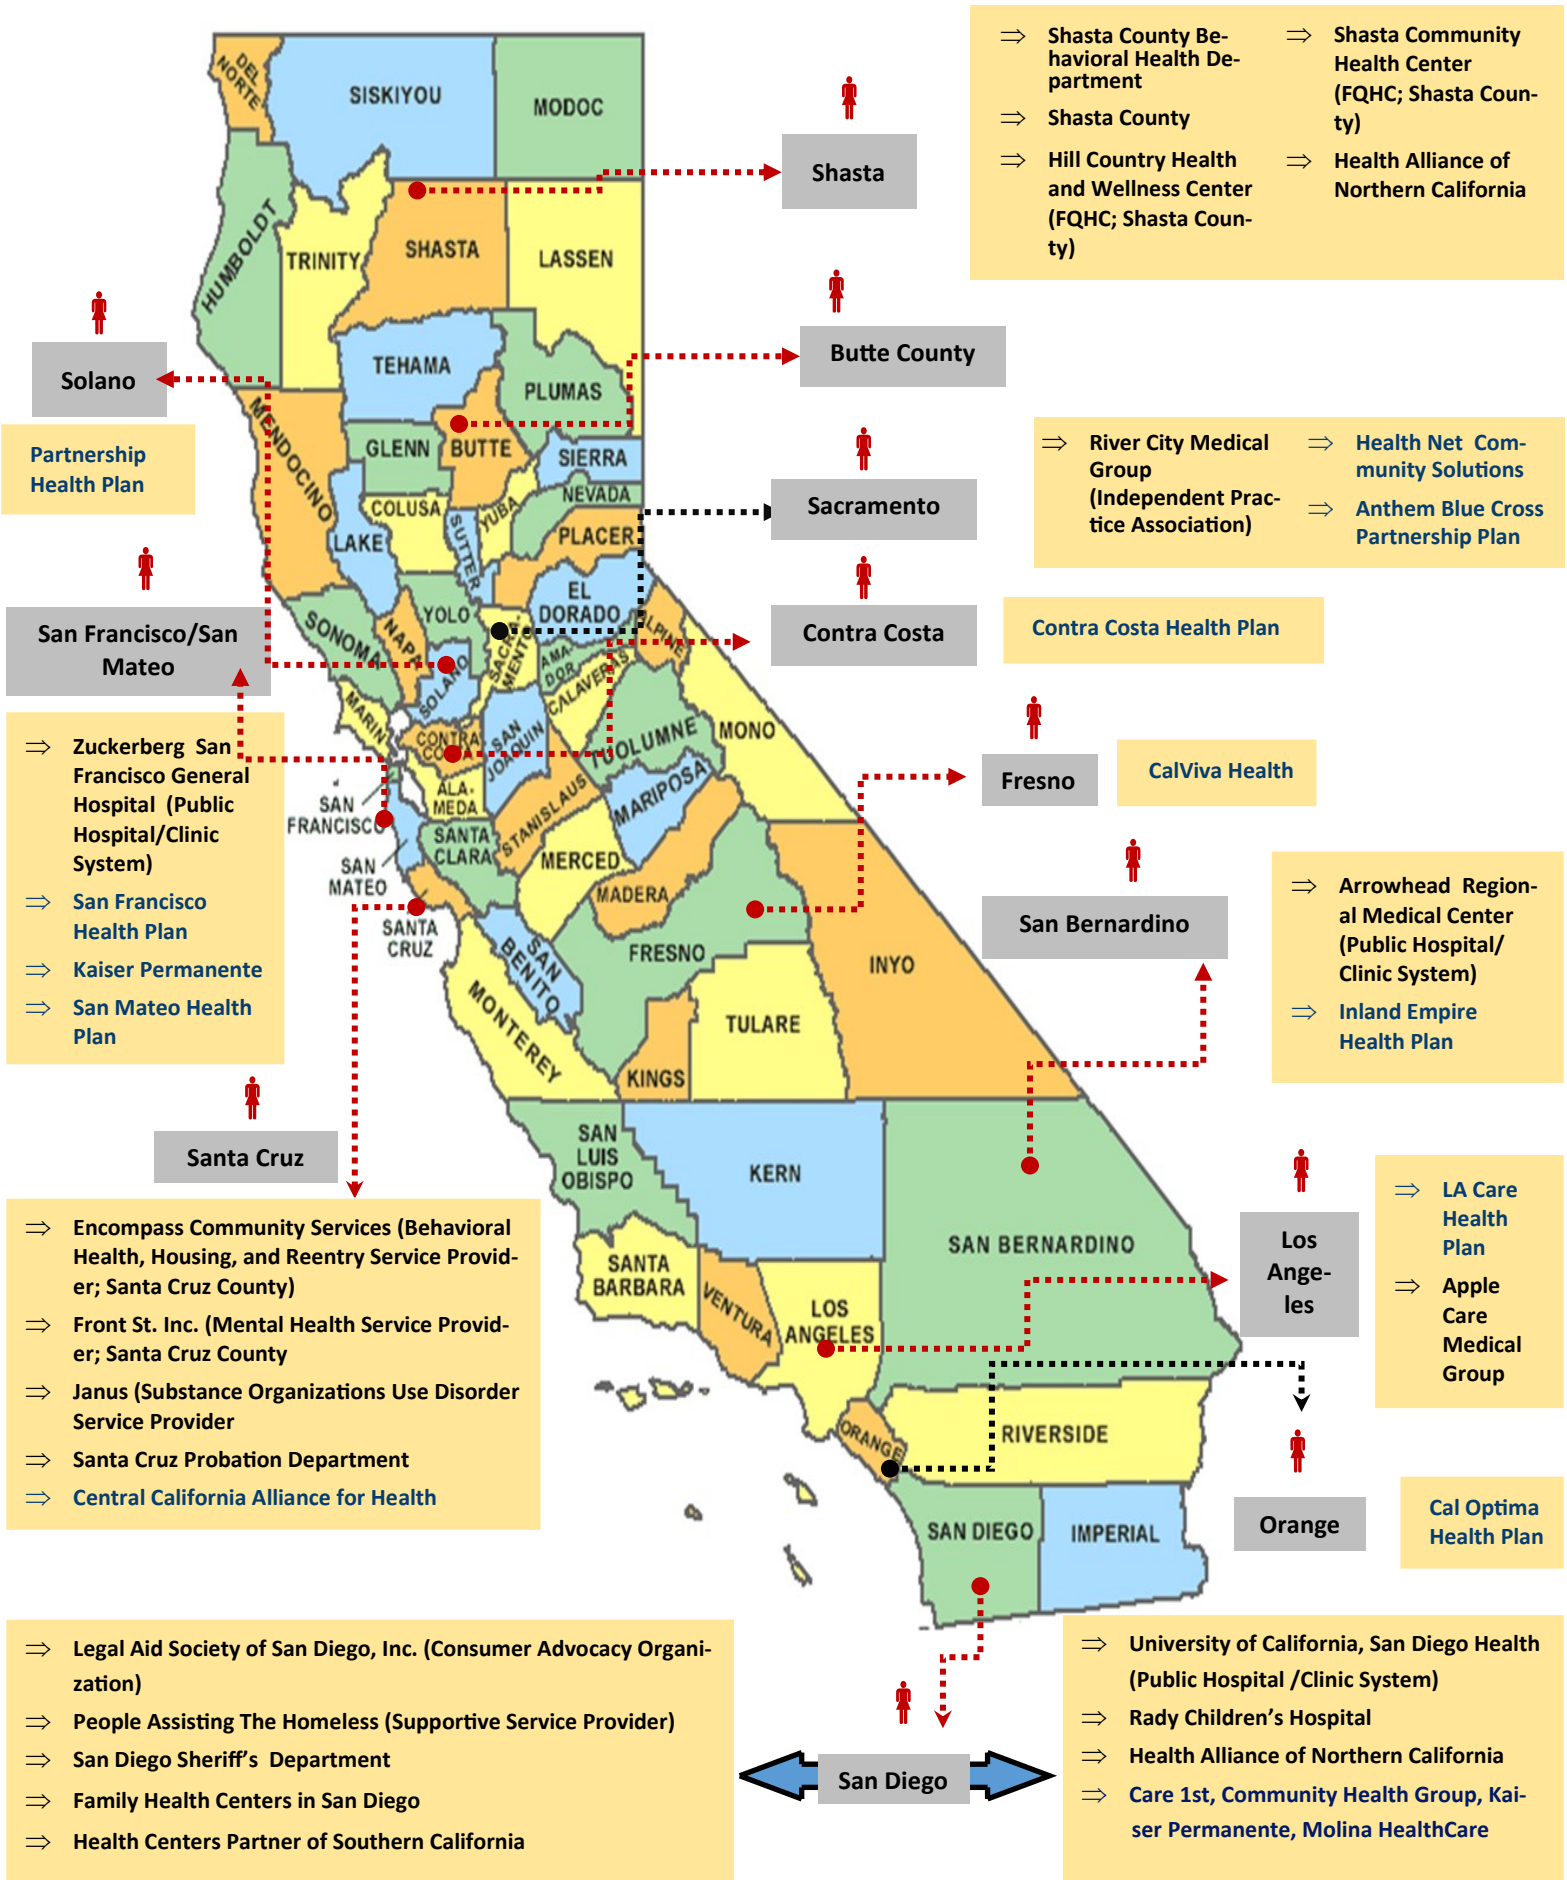 ⇒ Shasta County Be-
havioral Health De-
partment
⇒ Shasta County
⇒ Hill Country Health
and Wellness Center
(FQHC; Shasta Coun-
ty)
⇒ Shasta Community
Health Center
(FQHC; Shasta Coun-
ty)
⇒ Health Alliance of
Northern California
Shasta
Butte County
⇒ River City Medical
Group
(Independent Prac-
tice Association)
⇒ Health Net Com-
munity Solutions
⇒ Anthem Blue Cross
Partnership Plan
Sacramento
Contra Costa
Contra Costa Health Plan
Fresno
CalViva Health
San Bernardino
⇒ Arrowhead Region-
al Medical Center
(Public Hospital/
Clinic System)
⇒ Inland Empire
Health Plan
Los
Ange-
les
⇒ LA Care
Health
Plan
⇒ Apple
Care
Medical
Group
Orange
Cal Optima
Health Plan
Solano
Partnership
Health Plan
San Francisco/San
Mateo
⇒ Zuckerberg San
Francisco General
Hospital (Public
Hospital/Clinic
System)
⇒ San Francisco
Health Plan
⇒ Kaiser Permanente
⇒ San Mateo Health
Plan
Santa Cruz
⇒ Encompass Community Services (Behavioral
Health, Housing, and Reentry Service Provid-
er; Santa Cruz County)
⇒ Front St. Inc. (Mental Health Service Provid-
er; Santa Cruz County
⇒ Janus (Substance Organizations Use Disorder
Service Provider
⇒ Santa Cruz Probation Department
⇒ Central California Alliance for Health
⇒ Legal Aid Society of San Diego, Inc. (Consumer Advocacy Organi-
zation)
⇒ People Assisting The Homeless (Supportive Service Provider)
⇒ San Diego Sheriff's Department
⇒ Family Health Centers in San Diego
⇒ Health Centers Partner of Southern California
San Diego
⇒ University of California, San Diego Health
(Public Hospital /Clinic System)
⇒ Rady Children's Hospital
⇒ Health Alliance of Northern California
⇒ Care 1st, Community Health Group, Kai-
ser Permanente, Molina HealthCare
DEL
NORTE
SISKIYOU
MODOC
HUMBOLDT
TRINITY
SHASTA
LASSEN
TEHAMA
PLUMAS
MENDOCINO
GLENN
BUTTE
SIERRA
NEVADA
COLUSA
SUTTER
YUBA
PLACER
LAKE
EL
DORADO
YOLO
SONOMA
NAPA
SACRA
MENTO
AMA-
DOR
ALPINE
SOLANO
CALAVERAS
MARIN
CONTRA
COSTA
SAN
JOAQUIN
TUOLUMNE
MONO
ALA-
MEDA
SAN
FRANCISCO
STANISLAUS
MARIPOSA
SANTA
CLARA
SAN
MATEO
MERCED
MADERA
SANTA
CRUZ
SAN
BENITO
FRESNO
INYO
MONTEREY
TULARE
KINGS
SAN
LUIS
OBISPO
KERN
SAN BERNARDINO
SANTA
BARBARA
VENTURA
LOS
ANGELES
ORANGE
RIVERSIDE
SAN DIEGO
IMPERIAL